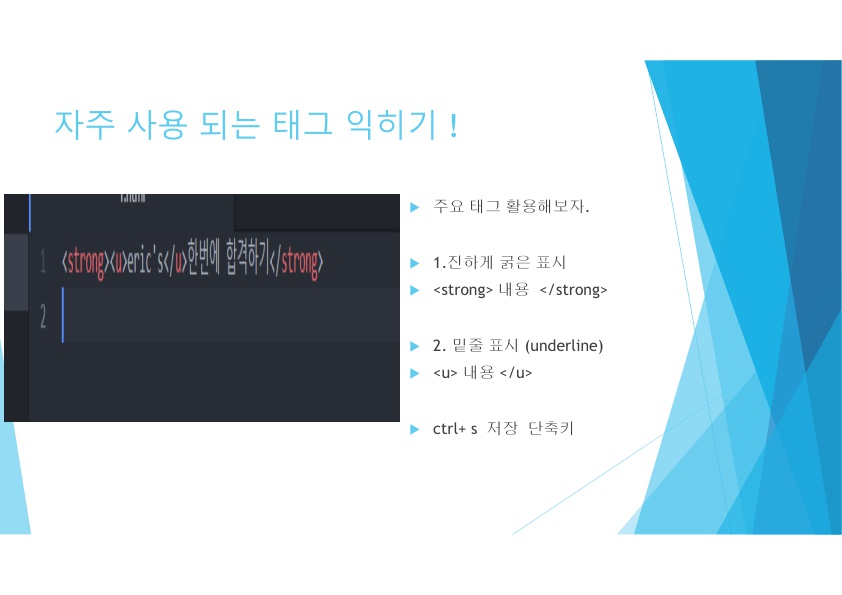 자주 사용 되는 태그 익히기 !
1 <strong><u>eric's</u>한번에 합격하기</strong>
2
주요 태그 활용해보자.
1.진하게 굵은 표시
<strong> 내용 </strong>
2. 밑줄 표시 (underline)
<u> 내용 </u>
ctrl+ s 저장 단축키